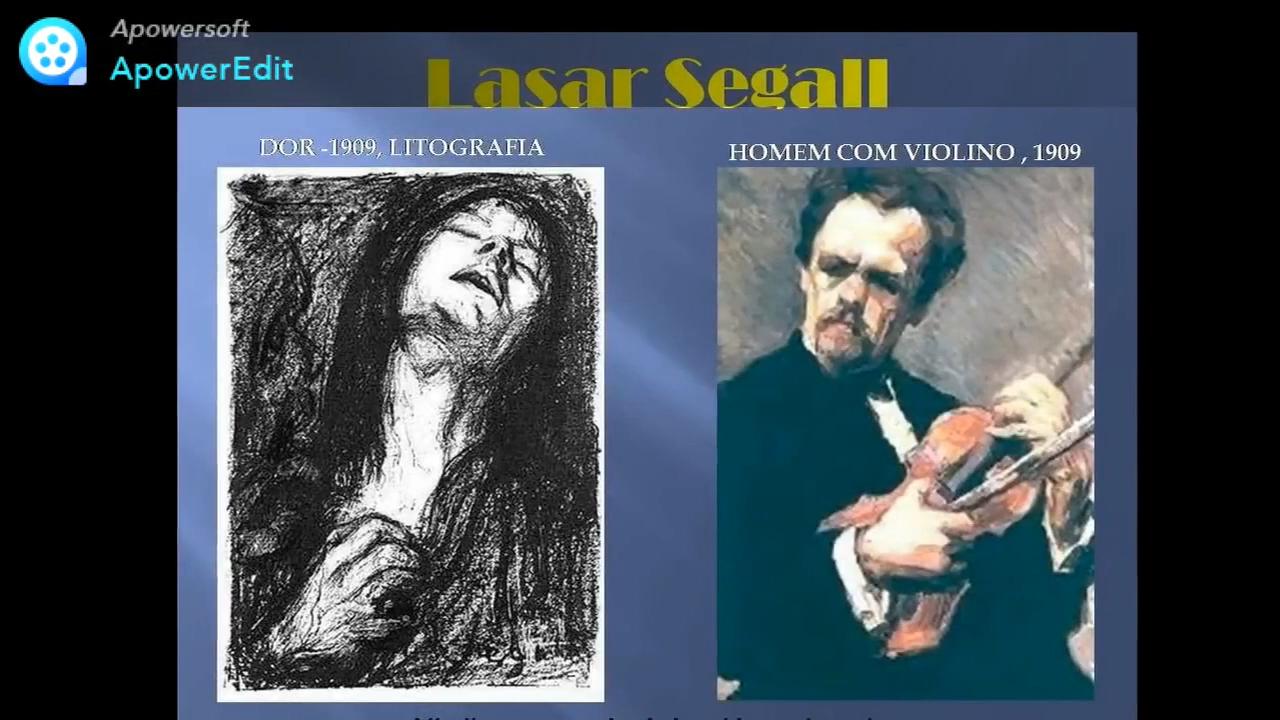 Apowersoft
ApowerEdit
Lasar Segall
DOR -1909, LITOGRAFIA
HOMEM COM VIOLINO , 1909